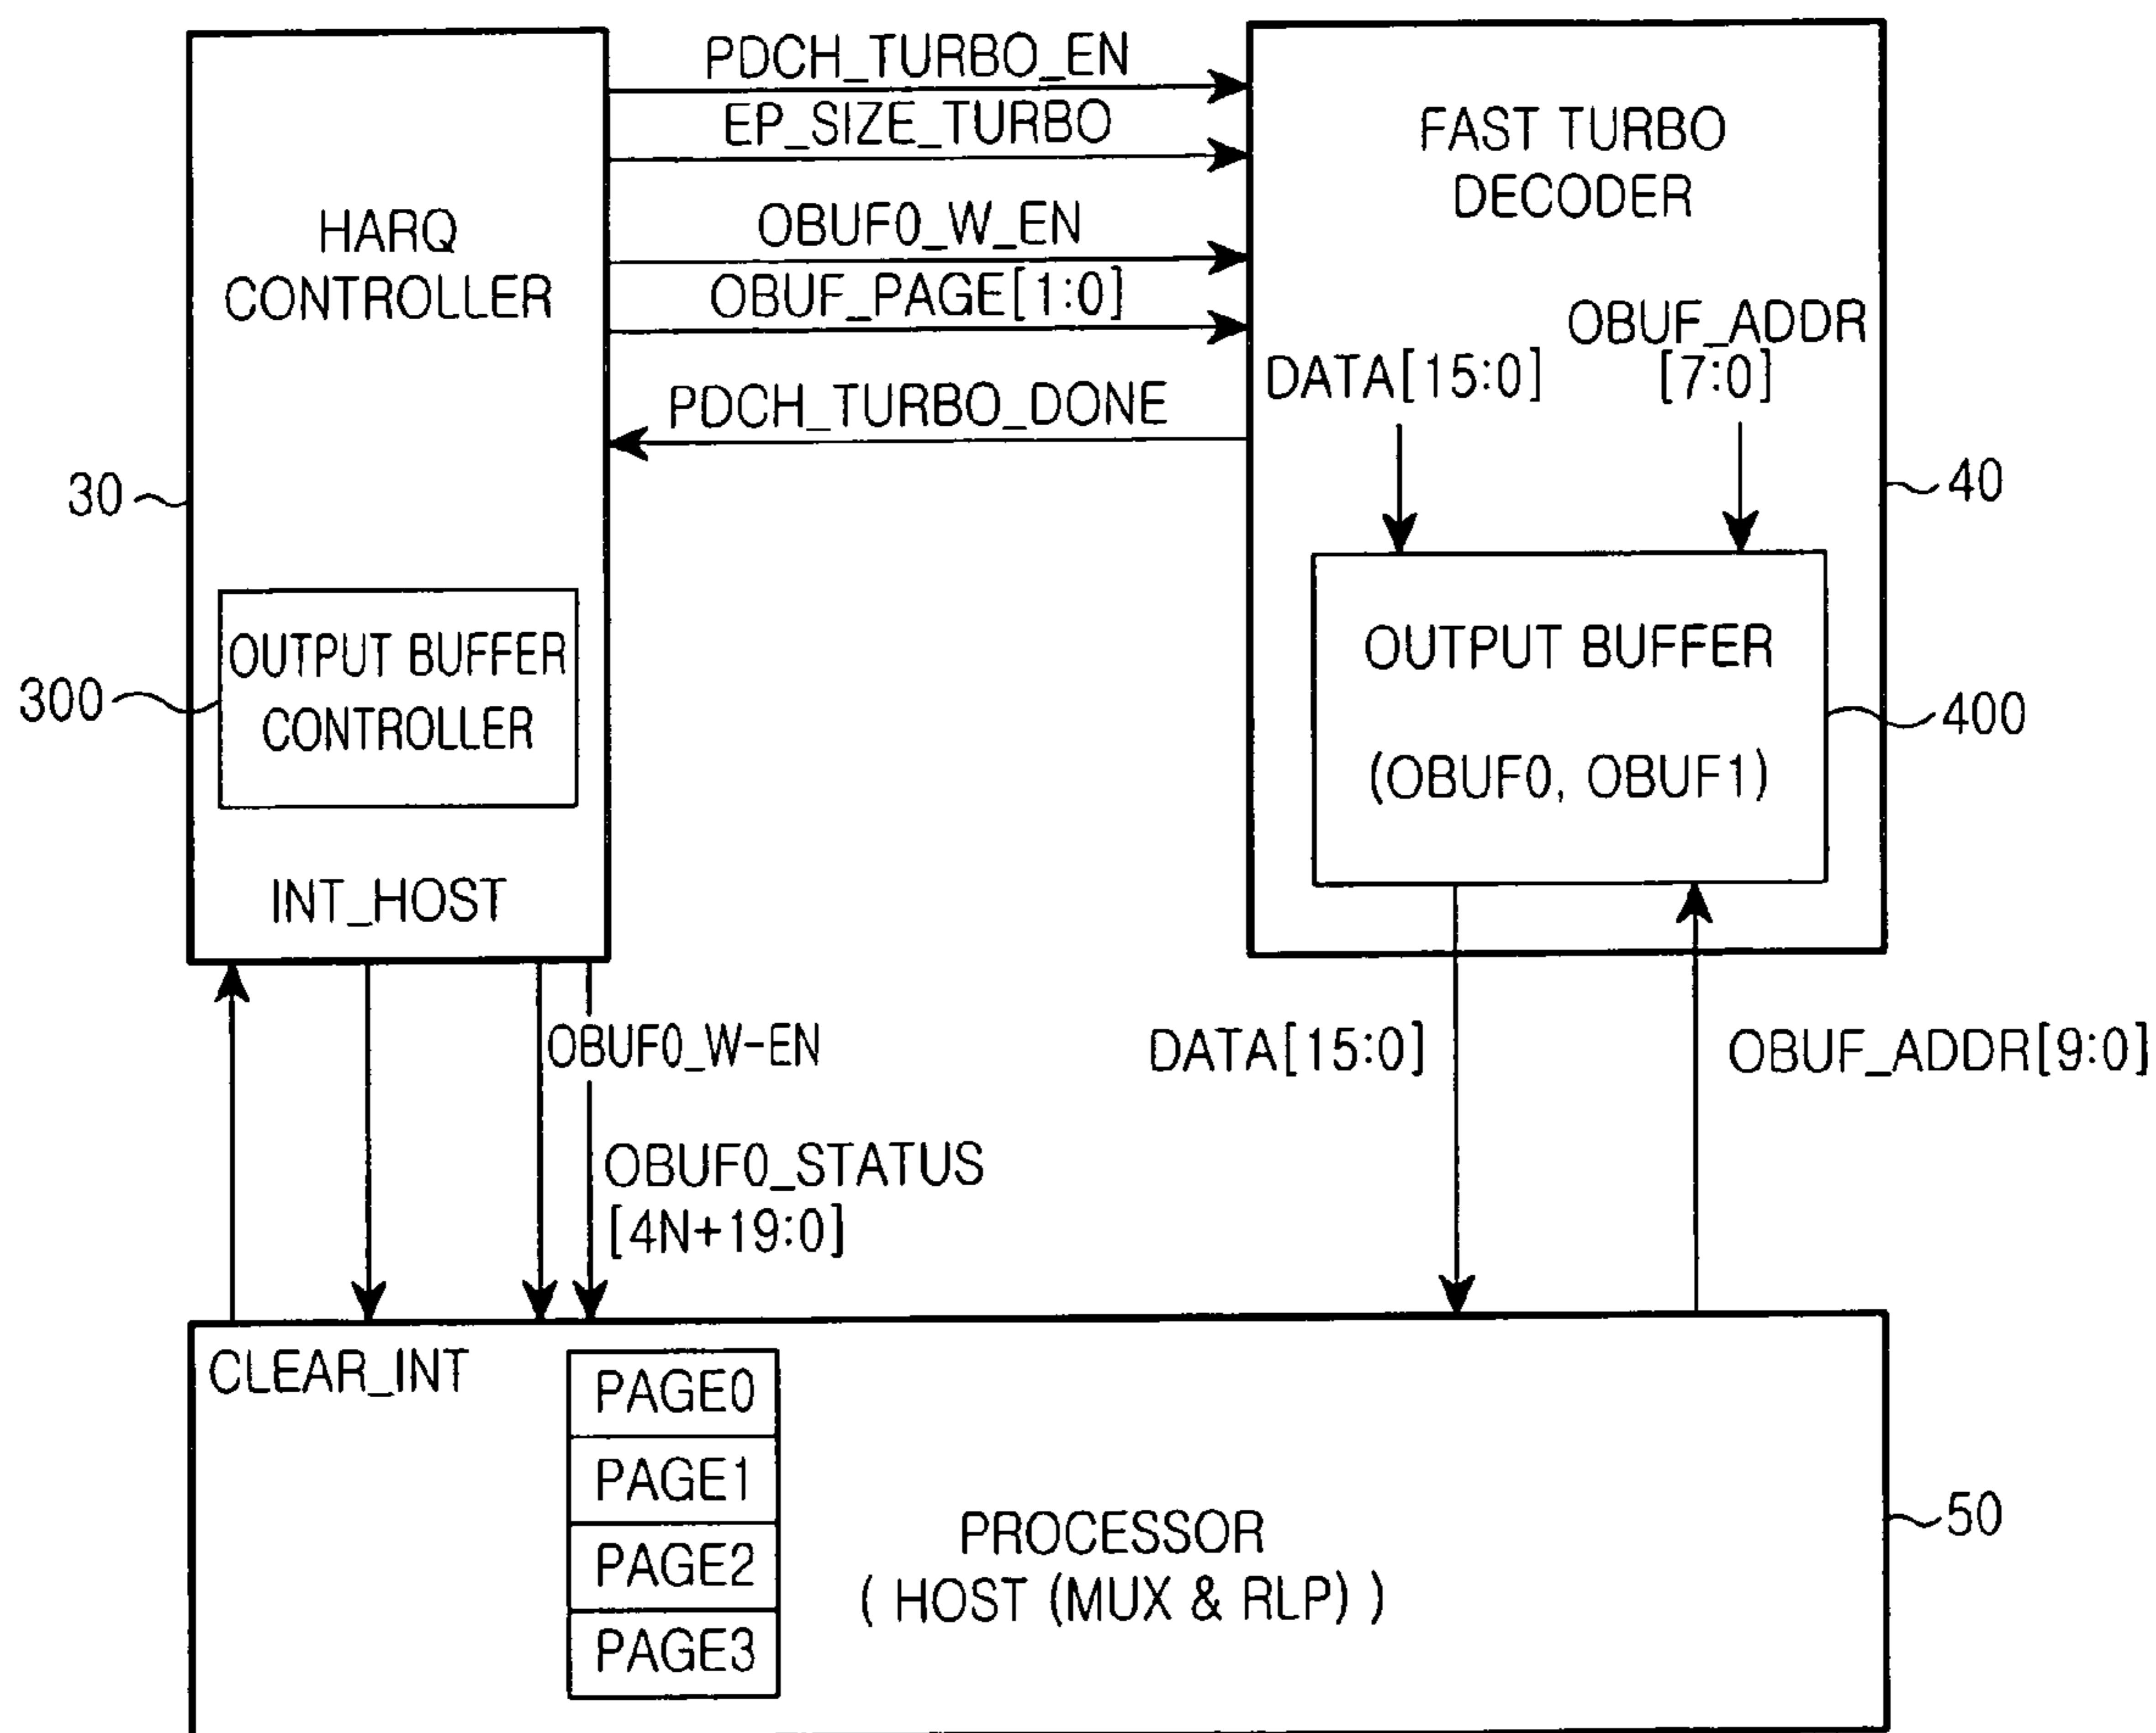 PDCH_TURBO_EN
EP_SIZE_TURBO
OBUF0_W_EN
OBUF_PAGE[1:0]
PDCH_TURBO_DONE
HARQ
CONTROLLER
30
OUTPUT BUFFER
CONTROLLER
300
INT_HOST
FAST TURBO
DECODER
DATA[15:0]
OBUF_ADDR
[7:0]
40
OUTPUT BUFFER
(OBUF0, OBUF1)
400
OBUF0_W-EN
OBUF0_STATUS
[4N+19:0]
DATA[15:0]
OBUF_ADDR[9:0]
CLEAR_INT
PAGE0
PAGE1
PAGE2
PAGE3
PROCESSOR
( HOST (MUX & RLP) )
50